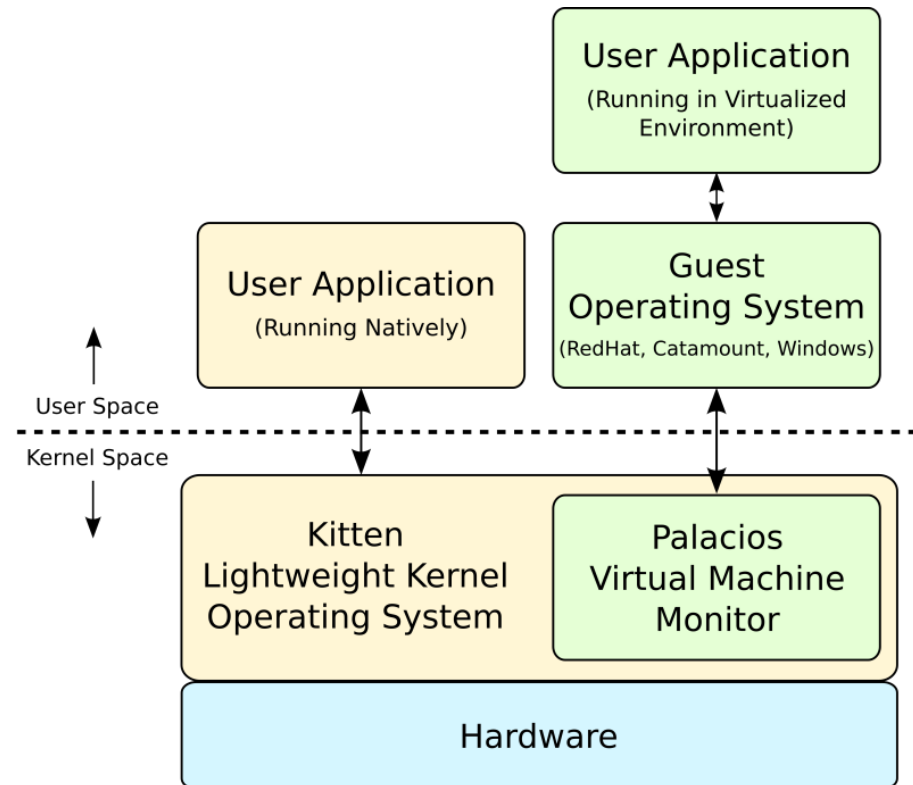 User Application
(Running in Virtualized
Environment)
User Application
(Running Natively)
Guest
Operating System
(RedHat, Catamount, Windows)
User Space
Kernel Space
Kitten
Lightweight Kernel
Operating System
Palacios
Virtual Machine
Monitor
Hardware